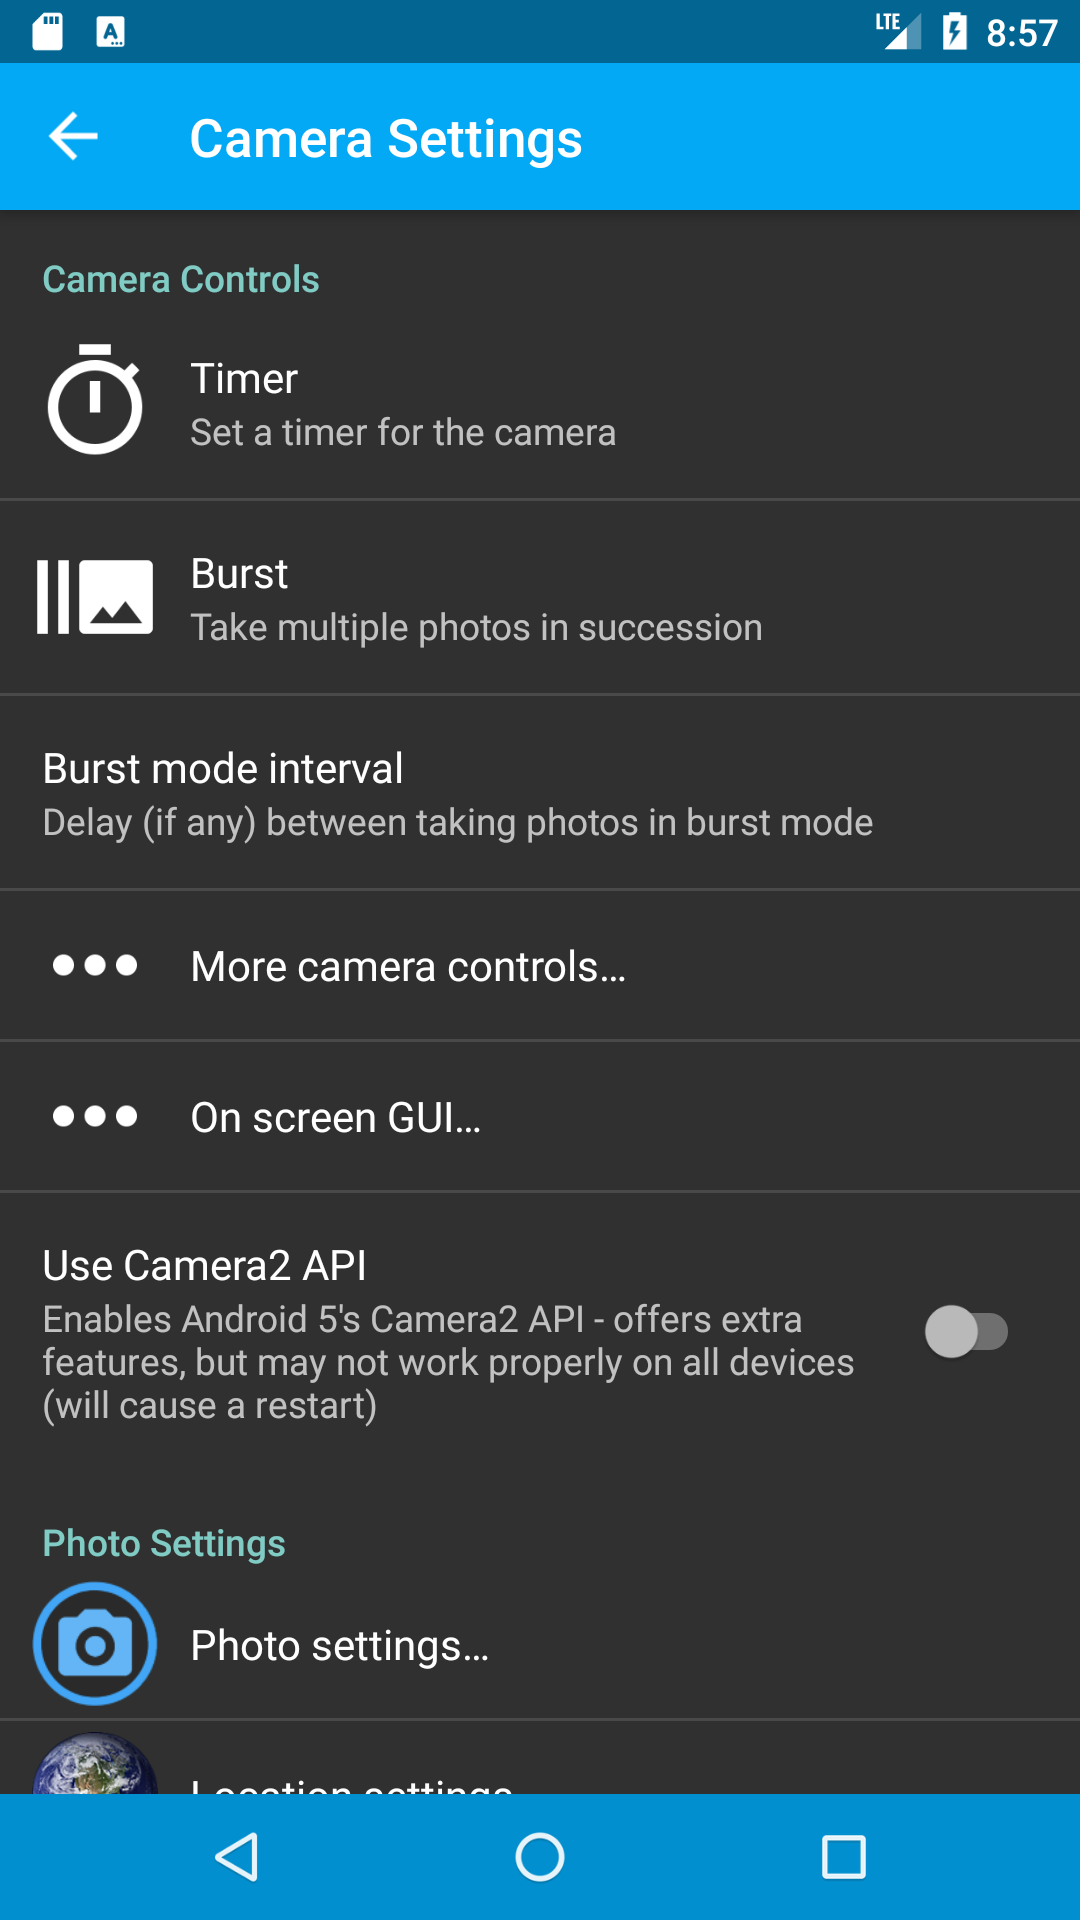 LTE 8:57
Camera Settings
Camera Controls
Timer
Set a timer for the camera
Burst
Take multiple photos in succession
Burst mode interval
Delay (if any) between taking photos in burst mode
More camera controls...
On screen GUI...
Use Camera2 API
Enables Android 5's Camera2 API - offers extra
features, but may not work properly on all devices
(will cause a restart)
Photo Settings
Photo settings...
Location settings